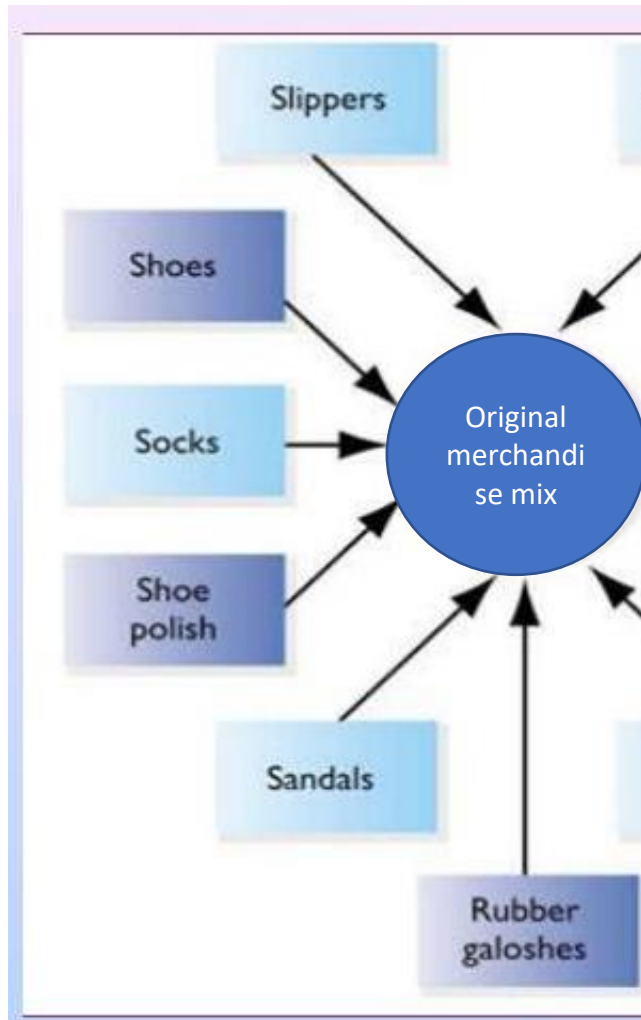 Slippers
Shoes
Original
merchandi
se mix
Socks
Shoe
polish
Sandals
Rubber
galoshes